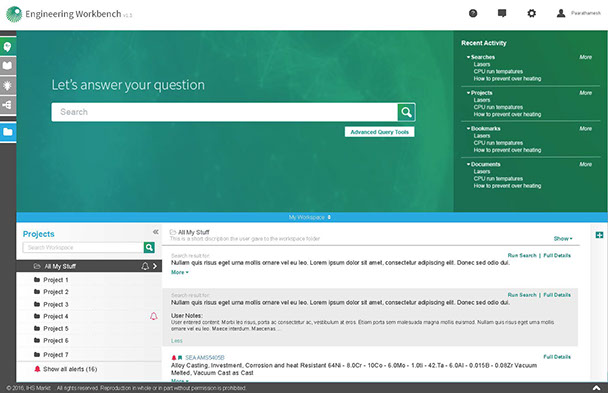 Engineering Workbench v1.1
Let's answer your question
Search
Advanced Query Tools
Recent Activity
Searches More
Lasers
CPU run tempatures
How to prevent over heating
Projects More
Lasers
CPU run tempatures
How to prevent over heating
Bookmarks More
Lasers
CPU run tempatures
How to prevent over heating
Documents More
Lasers
CPU run tempatures
How to prevent over heating
My Workspace
Projects
Search Workspace
All My Stuff
Project 1
Project 2
Project 3
Project 4
Project 5
Project 6
Project 7
Show all alerts (16)
All My Stuff
This is a short discription the user gave to the workspace folder
Show
Search result for: Run Search | Full Details
Nullam quis risus eget urna mollis ornare vel eu leo. Lorem ipsum dolor sit amet, consectetur adipiscing elit. Donec sed odio dui.
More
Search result for: Run Search | Full Details
Nullam quis risus eget urna mollis ornare vel eu leo. Lorem ipsum dolor sit amet, consectetur adipiscing elit. Donec sed odio dui.
User Notes:
User entered content: Morbi leo risus, porta ac consectetur ac, vestibulum at eros. Etiam porta sem malesuada magna mollis euismod. Nullam quis risus eget urna mollis
ornare vel eu leo. Maece interdum. Maecenas ...
Less
SEA AMS5405B Full Details
Alloy Casting, Investment, Corrosion and heat Resistant 64Ni - 8.0Cr - 10Co - 6.0Mo - 1.0ti - 42.Ta - 6.0Al - 0.015B - 0.08Zr Vacuum
Melted, Vacuum Cast as Cast
© 2016, IHS Markit All rights reserved. Reproduction in whole or in part without permission is prohibited.